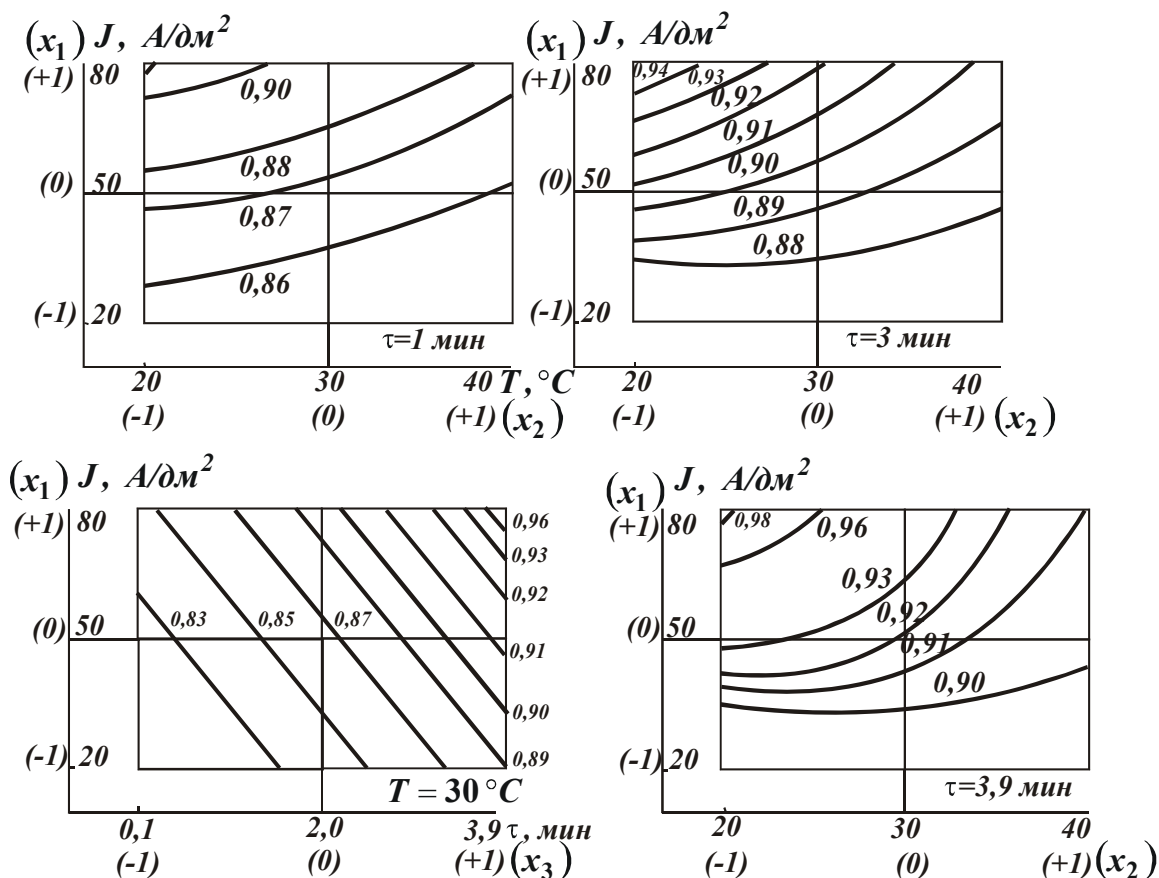 (x₁) J, А/дм²
(+1) 80
0,90
0,88
(0) 50
0,87
0,86
(-1) 20
τ=1 мин
20 30 40 T, °C
(-1) (0) (+1) (x₂)
(x₁) J, А/дм²
(+1) 80
0,94 0,93
0,92
0,91
0,90
(0) 50
0,89
0,88
(-1) 20
τ=3 мин
20 30 40
(-1) (0) (+1) (x₂)
(x₁) J, А/дм²
(+1) 80
0,96
0,93
0,92
0,83 0,85 0,87
(0) 50
0,91
0,90
(-1) 20
0,89
T = 30 °C
0,1 2,0 3,9 τ, мин
(-1) (0) (+1) (x₃)
(x₁) J, А/дм²
(+1) 80
0,98 0,96
0,93
0,92
(0) 50
0,91
0,90
(-1) 20
τ=3,9 мин
20 30 40
(-1) (0) (+1) (x₂)